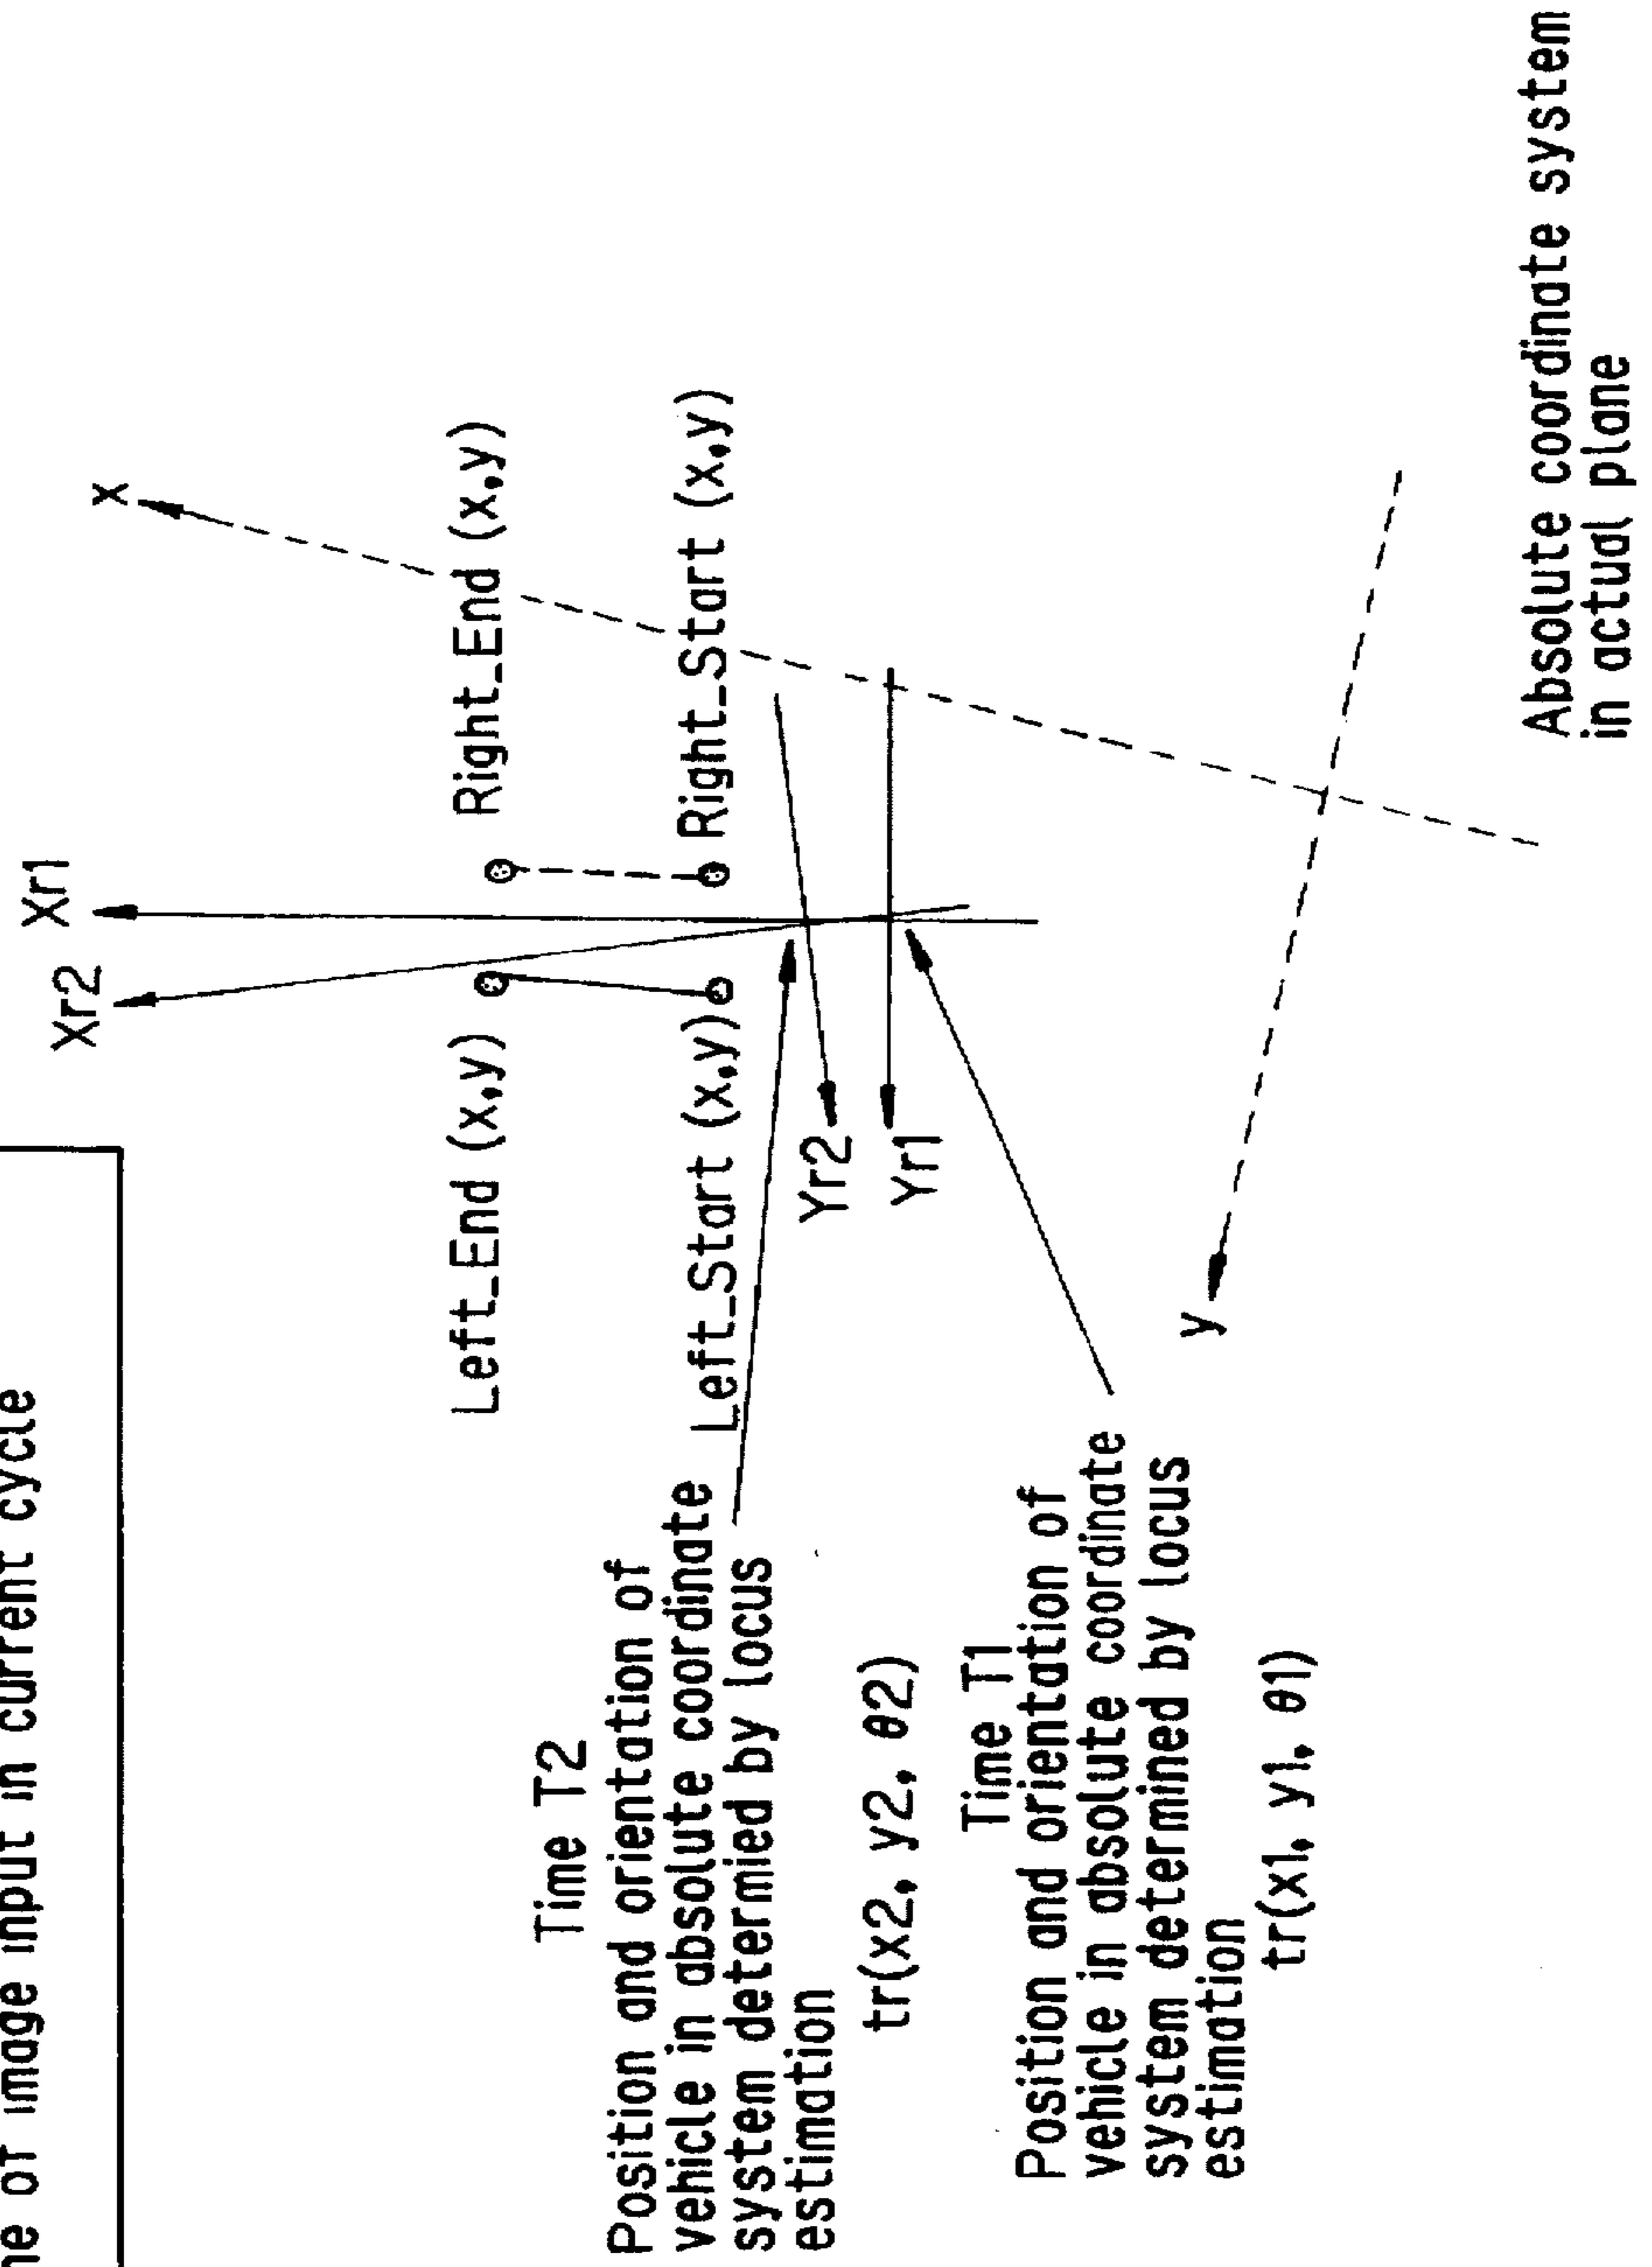 of image input in current cycle
Xr2
Xr1
x
Left_End (x,y)
Right_End (x,y)
Left_Start (x,y)
Right_Start (x,y)
Time T2
Position and orientation of
vehicle in absolute coordinate
system determied by locus
estimation
tr(x2, y2, θ2)
Yr2
Yr1
Time T1
Position and orientation of
vehicle in absolute coordinate
system determined by locus
estimation
tr(x1, y1, θ1)
y
Absolute coordinate system
in actual plane